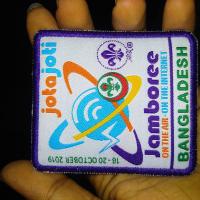 jotajoti
Jamboree
ON THE AIR - ON THE INTERNET
BANGLADESH
18-20 OCTOBER 2019